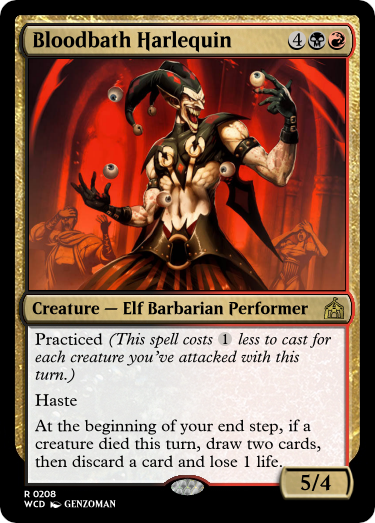 Bloodbath Harlequin 4
Creature — Elf Barbarian Performer
Practiced (This spell costs 1 less to cast for
each creature you've attacked with this
turn.)
Haste
At the beginning of your end step, if a
creature died this turn, draw two cards,
then discard a card and lose 1 life.
5/4
R 0208
WCD GENZOMAN